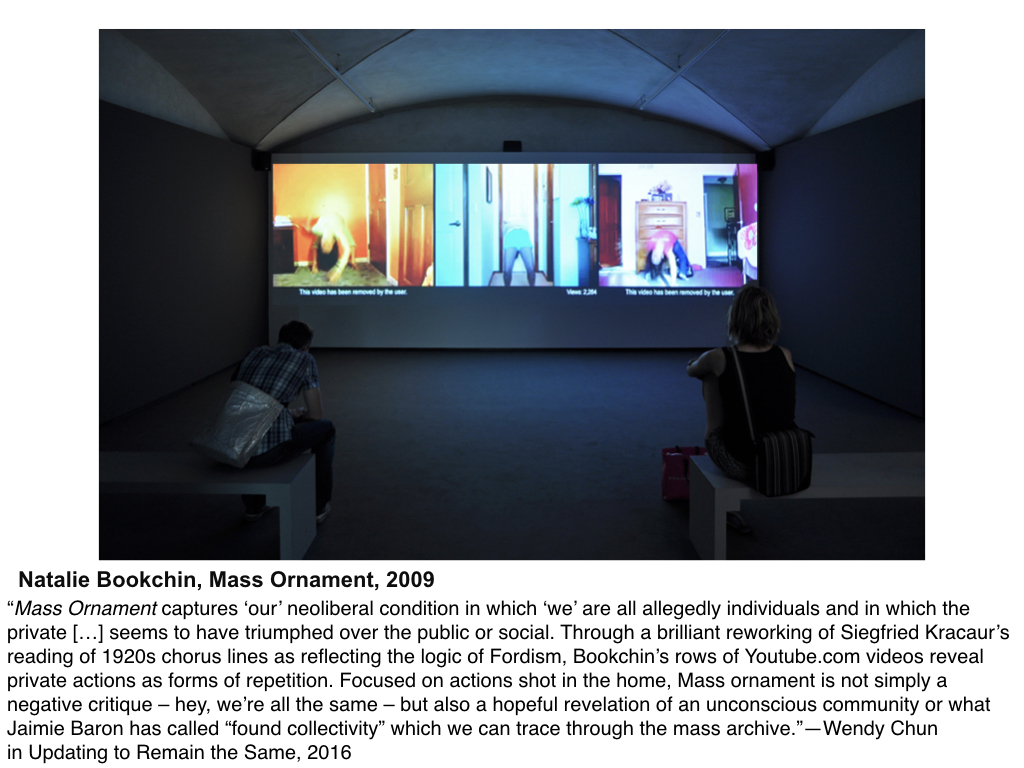 This video has been removed by the user.
Views: 2,264
This video has been removed by the user.
Natalie Bookchin, Mass Ornament, 2009
“Mass Ornament captures ‘our’ neoliberal condition in which ‘we’ are all allegedly individuals and in which the
private […] seems to have triumphed over the public or social. Through a brilliant reworking of Siegfried Kracaur’s
reading of 1920s chorus lines as reflecting the logic of Fordism, Bookchin’s rows of Youtube.com videos reveal
private actions as forms of repetition. Focused on actions shot in the home, Mass ornament is not simply a
negative critique – hey, we’re all the same – but also a hopeful revelation of an unconscious community or what
Jaimie Baron has called “found collectivity” which we can trace through the mass archive.”—Wendy Chun
in Updating to Remain the Same, 2016